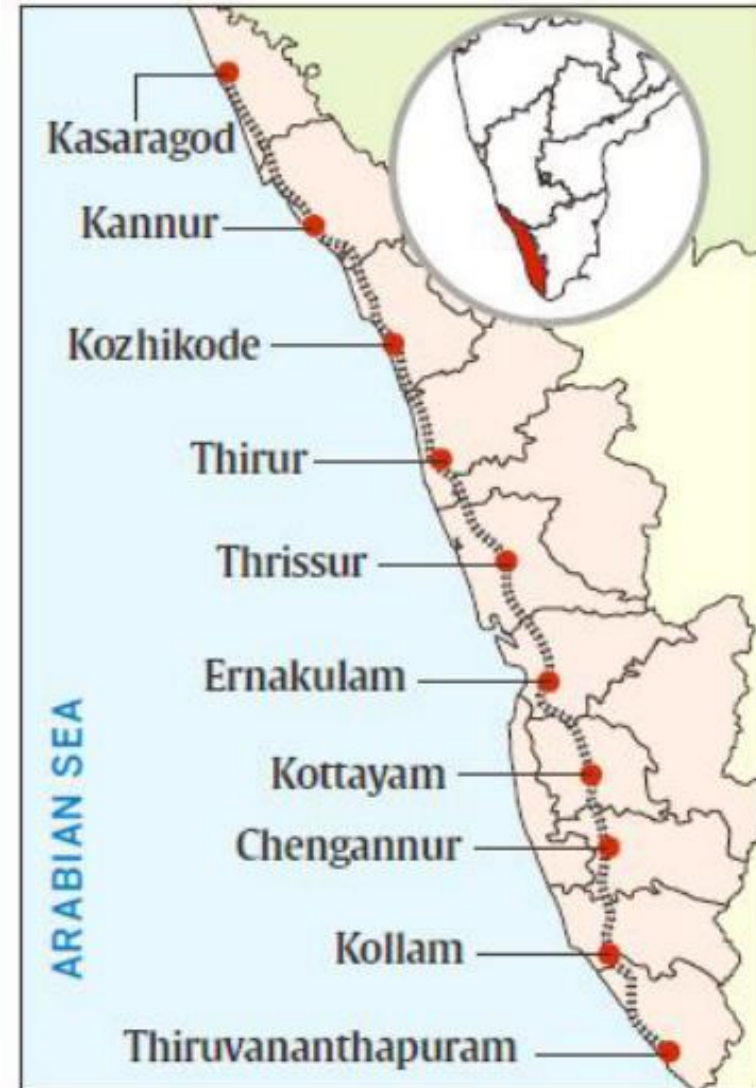 Kasaragod
Kannur
Kozhikode
Thirur
Thrissur
Ernakulam
Kottayam
Chengannur
Kollam
Thiruvananthapuram
ARABIAN SEA